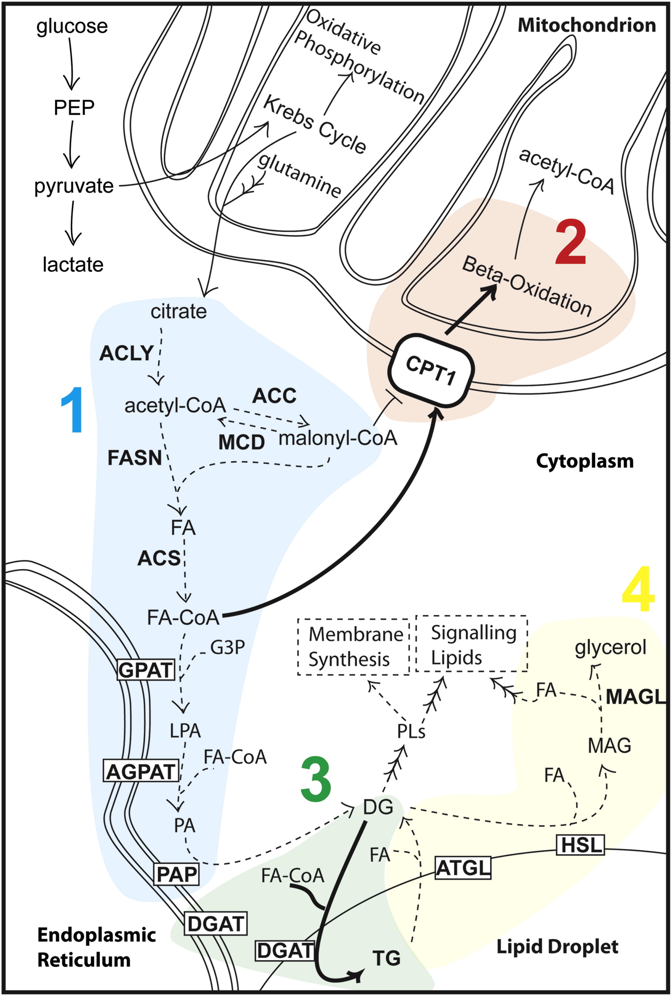 glucose
Oxidative
Phosphorylation
Mitochondrion
PEP
Krebs Cycle
pyruvate
glutamine
acetyl-CoA
lactate
2
Beta-Oxidation
citrate
ACLY
CPT1
1
acetyl-CoA
ACC
MCD
malonyl-CoA
FASN
Cytoplasm
FA
ACS
FA-CoA
4
Membrane
Synthesis
Signalling
Lipids
glycerol
G3P
GPAT
FA
MAGL
LPA
PLs
MAG
FA-CoA
AGPAT
3
FA
PA
DG
HSL
PAP
FA-CoA
FA
ATGL
DGAT
Endoplasmic
Reticulum
DGAT
TG
Lipid Droplet